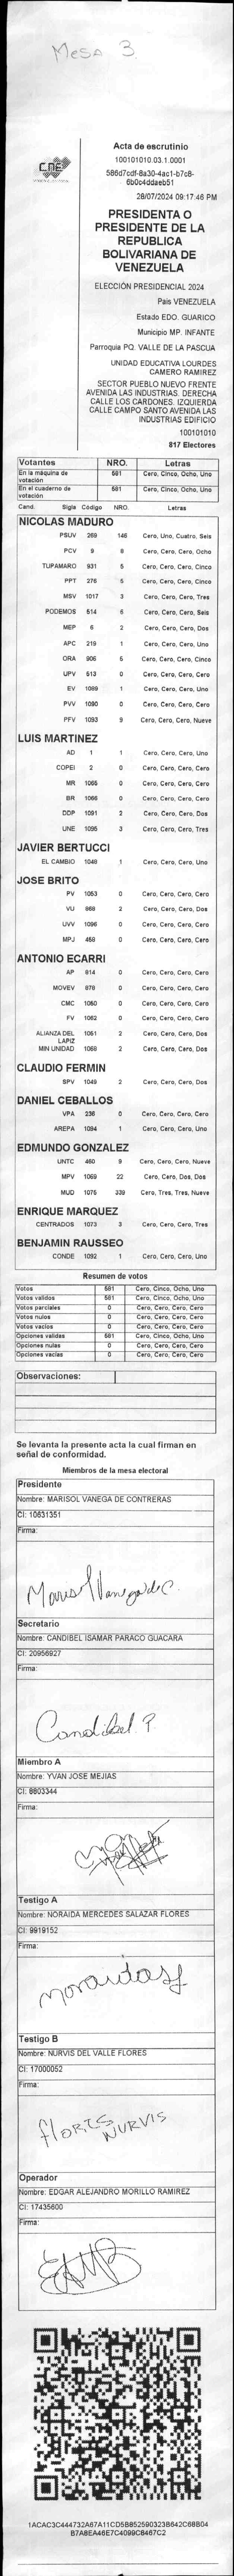 Mesa 3
CNE
Acta de escrutinio
100101010.03.1.0001
586d7cdf-8a30-4ac1-b7c8-
6b0c4ddaeb51
28/07/2024 09:17:46 PM
PRESIDENTA O
PRESIDENTE DE LA
REPUBLICA
BOLIVARIANA DE
VENEZUELA
ELECCIÓN PRESIDENCIAL 2024
País VENEZUELA
Estado EDO. GUARICO
Municipio MP. INFANTE
Parroquia PQ. VALLE DE LA PASCUA
UNIDAD EDUCATIVA LOURDES
CAMERO RAMIREZ
SECTOR PUEBLO NUEVO FRENTE
AVENIDA LAS INDUSTRIAS. DERECHA
CALLE LOS CARDONES. IZQUIERDA
CALLE CAMPO SANTO AVENIDA LAS
INDUSTRIAS EDIFICIO
100101010
817 Electores
Votantes NRO. Letras
En la máquina de votación 581 Cero, Cinco, Ocho, Uno
En el cuaderno de votación 581 Cero, Cinco, Ocho, Uno
Cand. Sigla Código NRO. Letras
NICOLAS MADURO
PSUV 269 146 Cero, Uno, Cuatro, Seis
PCV 9 8 Cero, Cero, Cero, Ocho
TUPAMARO 931 5 Cero, Cero, Cero, Cinco
PPT 276 5 Cero, Cero, Cero, Cinco
MSV 1017 3 Cero, Cero, Cero, Tres
PODEMOS 514 6 Cero, Cero, Cero, Seis
MEP 6 2 Cero, Cero, Cero, Dos
APC 219 1 Cero, Cero, Cero, Uno
ORA 906 5 Cero, Cero, Cero, Cinco
UPV 513 0 Cero, Cero, Cero, Cero
EV 1089 1 Cero, Cero, Cero, Uno
PVV 1090 0 Cero, Cero, Cero, Cero
PFV 1093 9 Cero, Cero, Cero, Nueve
LUIS MARTINEZ
AD 1 1 Cero, Cero, Cero, Uno
COPEI 2 0 Cero, Cero, Cero, Cero
MR 1065 0 Cero, Cero, Cero, Cero
BR 1066 0 Cero, Cero, Cero, Cero
DDP 1091 2 Cero, Cero, Cero, Dos
UNE 1095 3 Cero, Cero, Cero, Tres
JAVIER BERTUCCI
EL CAMBIO 1048 1 Cero, Cero, Cero, Uno
JOSE BRITO
PV 1053 0 Cero, Cero, Cero, Cero
VU 868 2 Cero, Cero, Cero, Dos
UVV 1096 0 Cero, Cero, Cero, Cero
MPJ 458 0 Cero, Cero, Cero, Cero
ANTONIO ECARRI
AP 814 0 Cero, Cero, Cero, Cero
MOVEV 878 0 Cero, Cero, Cero, Cero
CMC 1050 0 Cero, Cero, Cero, Cero
FV 1062 0 Cero, Cero, Cero, Cero
ALIANZA DEL LAPIZ 1051 2 Cero, Cero, Cero, Dos
MIN UNIDAD 1068 2 Cero, Cero, Cero, Dos
CLAUDIO FERMIN
SPV 1049 2 Cero, Cero, Cero, Dos
DANIEL CEBALLOS
VPA 236 0 Cero, Cero, Cero, Cero
AREPA 1084 1 Cero, Cero, Cero, Uno
EDMUNDO GONZALEZ
UNTC 460 9 Cero, Cero, Cero, Nueve
MPV 1069 22 Cero, Cero, Dos, Dos
MUD 1075 339 Cero, Tres, Tres, Nueve
ENRIQUE MARQUEZ
CENTRADOS 1073 3 Cero, Cero, Cero, Tres
BENJAMIN RAUSSEO
CONDE 1092 1 Cero, Cero, Cero, Uno
Resumen de votos
Votos 581 Cero, Cinco, Ocho, Uno
Votos validos 581 Cero, Cinco, Ocho, Uno
Votos parciales 0 Cero, Cero, Cero, Cero
Votos nulos 0 Cero, Cero, Cero, Cero
Votos vacíos 0 Cero, Cero, Cero, Cero
Opciones validas 581 Cero, Cinco, Ocho, Uno
Opciones nulas 0 Cero, Cero, Cero, Cero
Opciones vacías 0 Cero, Cero, Cero, Cero
Observaciones:
Se levanta la presente acta la cual firman en
señal de conformidad.
Miembros de la mesa electoral
Presidente
Nombre: MARISOL VANEGA DE CONTRERAS
CI: 10631351
Firma:
Marisol Vanega de C.
Secretario
Nombre: CANDIBEL ISAMAR PARACO GUACARA
CI: 20956927
Firma:
Candibel P.
Miembro A
Nombre: YVAN JOSE MEJIAS
CI: 8803344
Firma:
Testigo A
Nombre: NORAIDA MERCEDES SALAZAR FLORES
CI: 9919152
Firma:
Testigo B
Nombre: NURVIS DEL VALLE FLORES
CI: 17000052
Firma:
FLORES NURVIS
Operador
Nombre: EDGAR ALEJANDRO MORILLO RAMIREZ
CI: 17435600
Firma:
1ACAC3C444732A67A11CD5B852590323B642C68B04
B7A8EA46E7C4099CB467C2